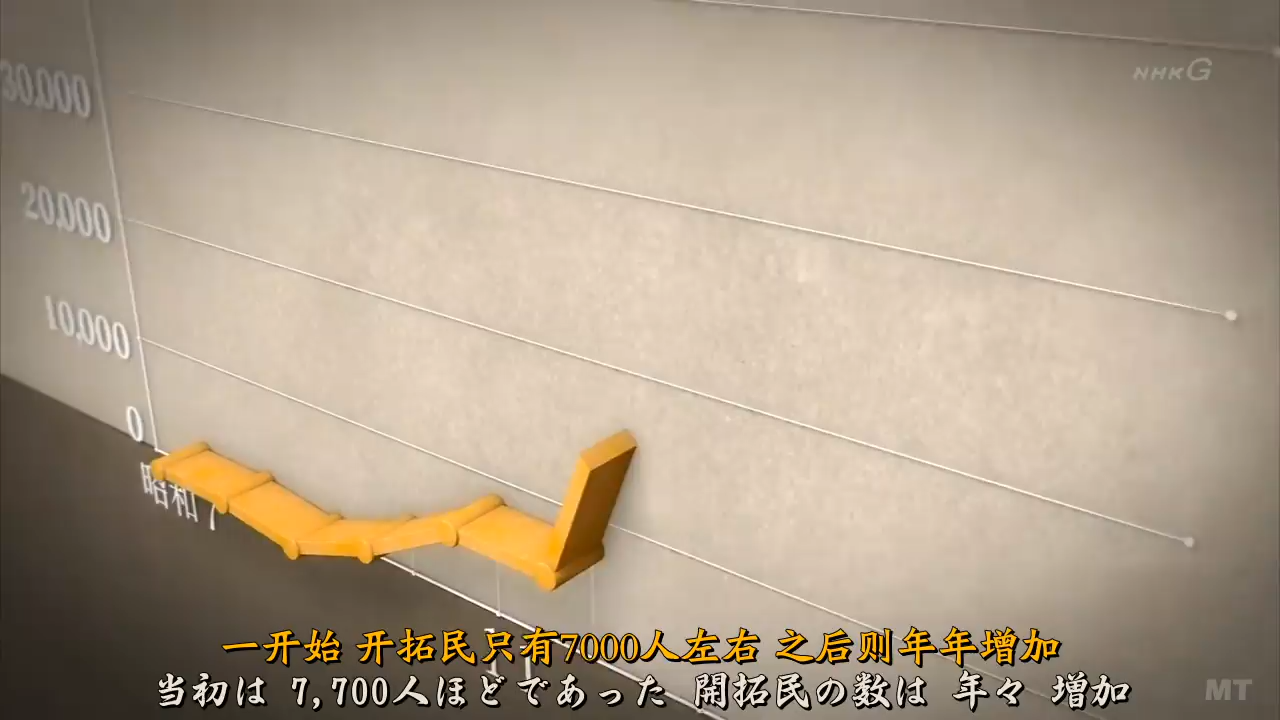 NHK G
30,000
20,000
10,000
0
昭和7
11
一开始 开拓民只有7000人左右 之后则年年增加
当初は 7,700人ほどであった 開拓民の数は 年々 増加
MT